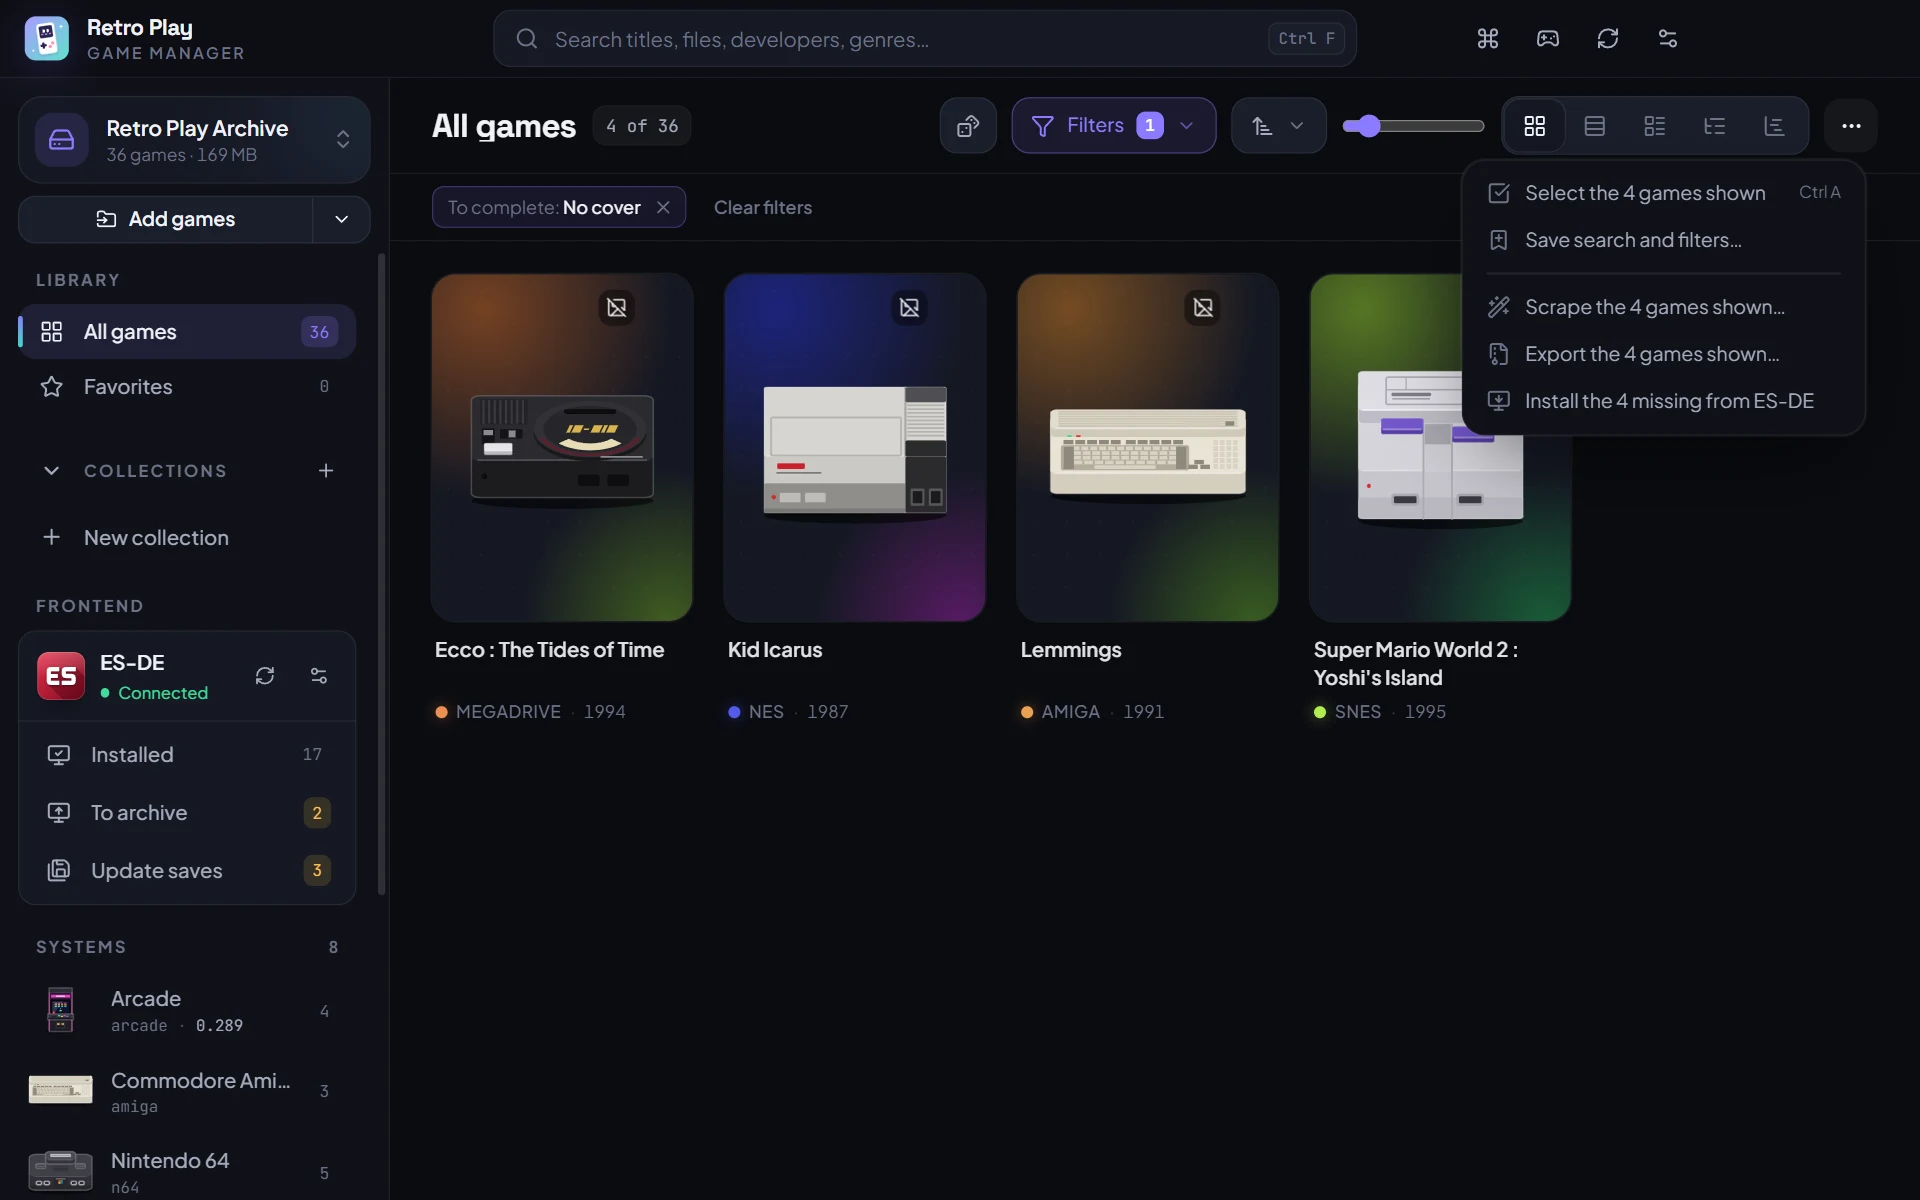 Retro Play
GAME MANAGER
Search titles, files, developers, genres...
Ctrl F
Retro Play Archive
36 games · 169 MB
Add games
LIBRARY
All games
36
Favorites
0
COLLECTIONS
New collection
FRONTEND
ES
ES-DE
Connected
Installed
17
To archive
2
Update saves
3
SYSTEMS
8
Arcade
arcade · 0.289
4
Commodore Ami...
amiga
3
Nintendo 64
n64
5
All games
4 of 36
Filters
1
To complete: No cover
Clear filters
Select the 4 games shown
Ctrl A
Save search and filters...
Scrape the 4 games shown...
Export the 4 games shown...
Install the 4 missing from ES-DE
Ecco : The Tides of Time
MEGADRIVE · 1994
Kid Icarus
NES · 1987
Lemmings
AMIGA · 1991
Super Mario World 2 :
Yoshi's Island
SNES · 1995